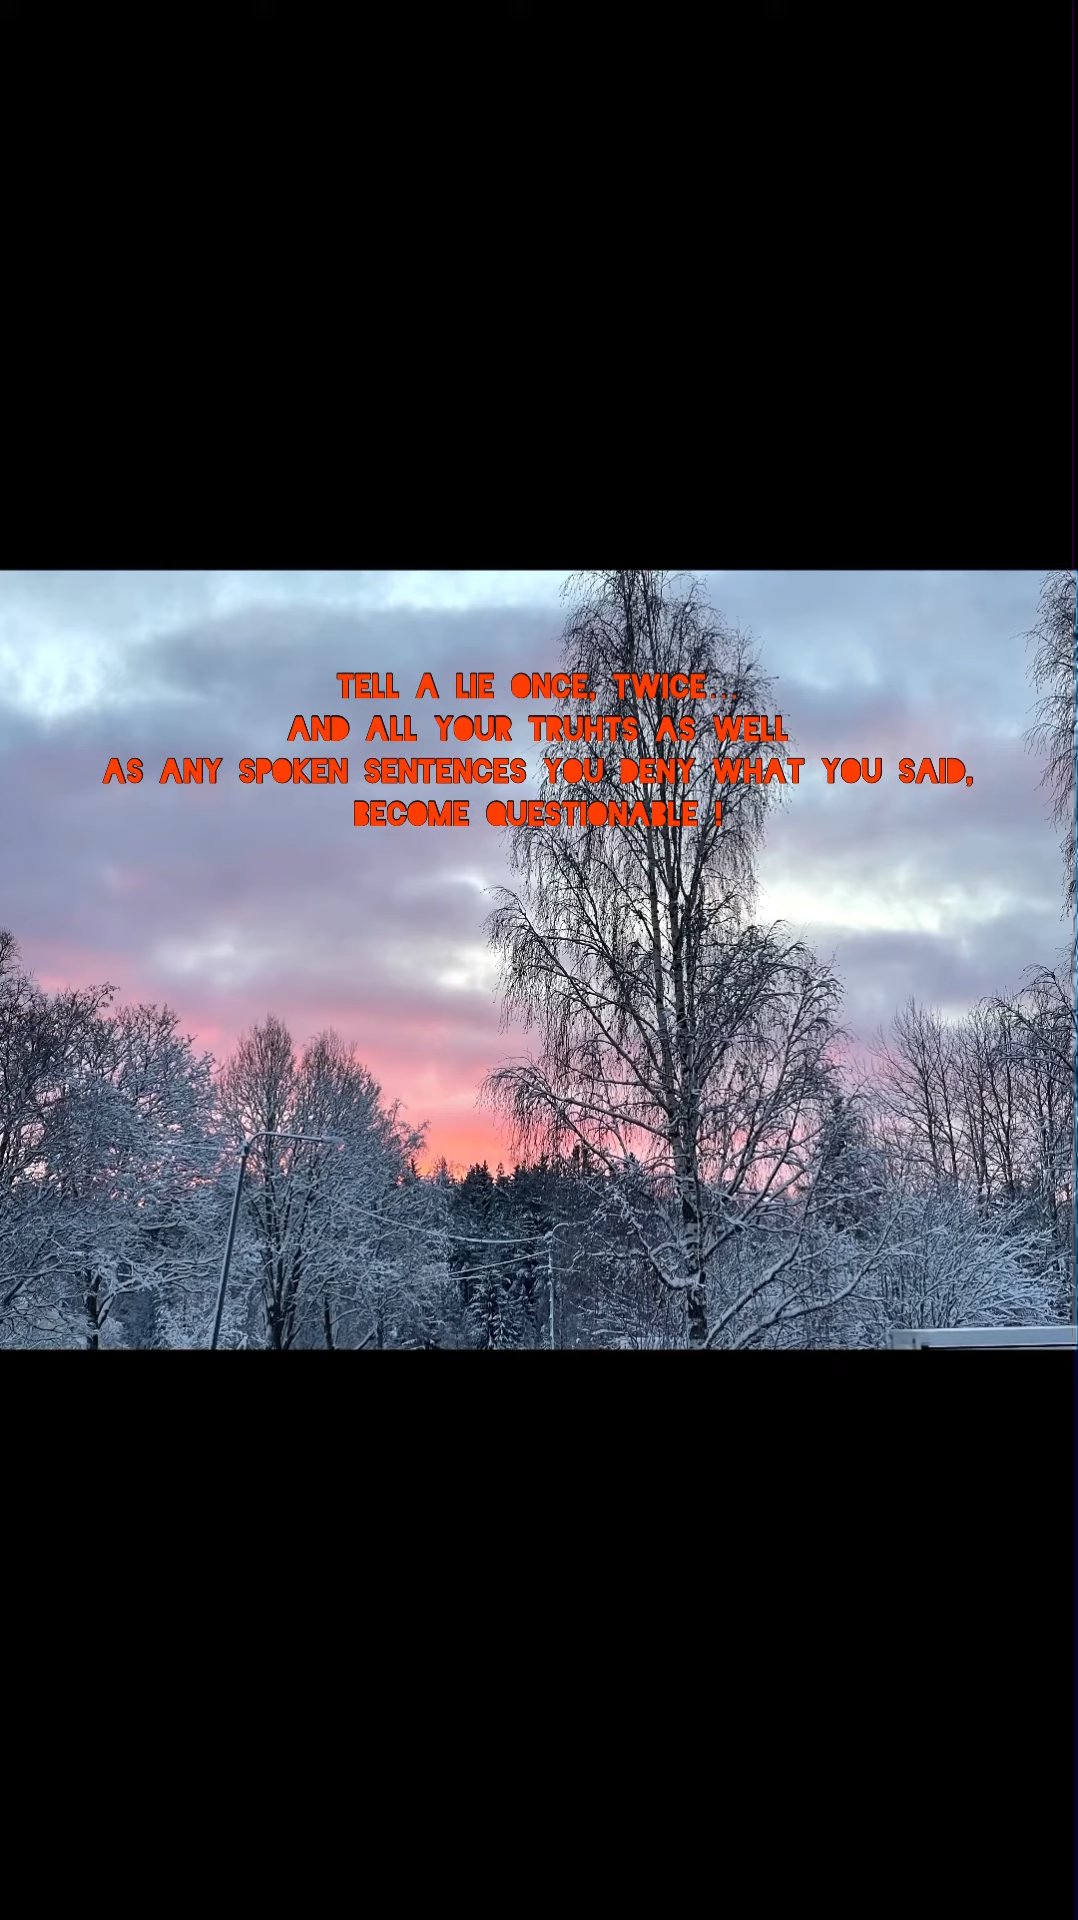 TELL A LIE ONCE, TWICE...
AND ALL YOUR TRUHTS AS WELL
AS ANY SPOKEN SENTENCES YOU DENY WHAT YOU SAID,
BECOME QUESTIONABLE !